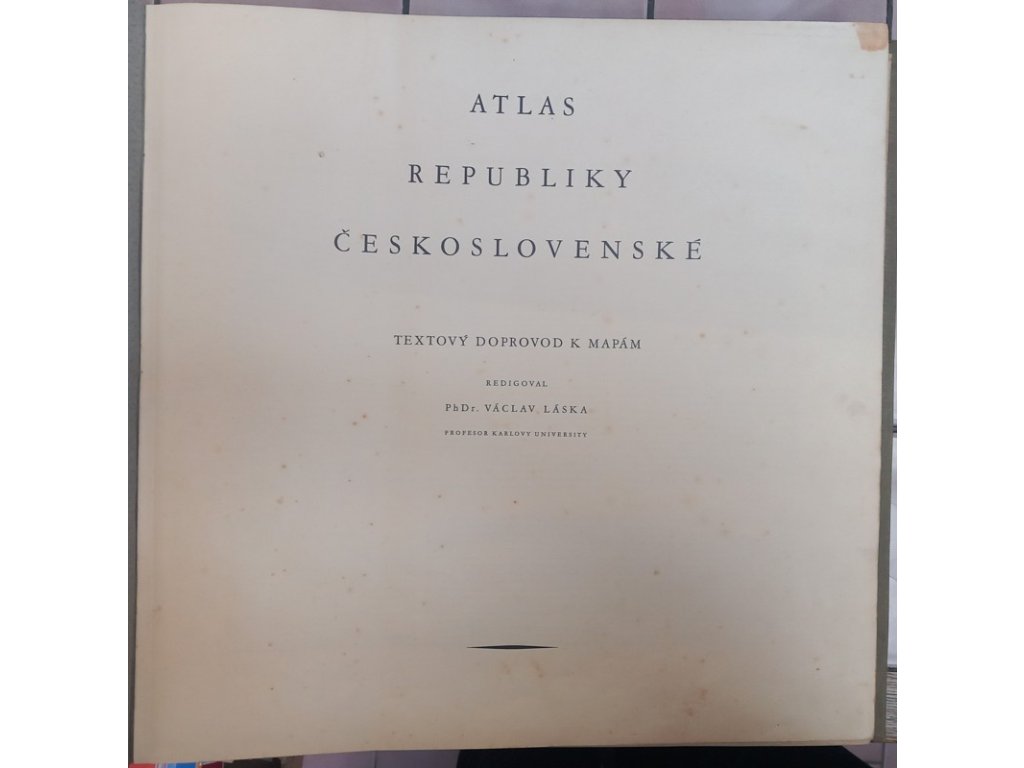 ATLAS
REPUBLIKY
ČESKOSLOVENSKÉ
TEXTOVÝ DOPROVOD K MAPÁM
REDIGOVAL
PhDr. VÁCLAV LÁSKA
PROFESOR KARLOVY UNIVERSITY